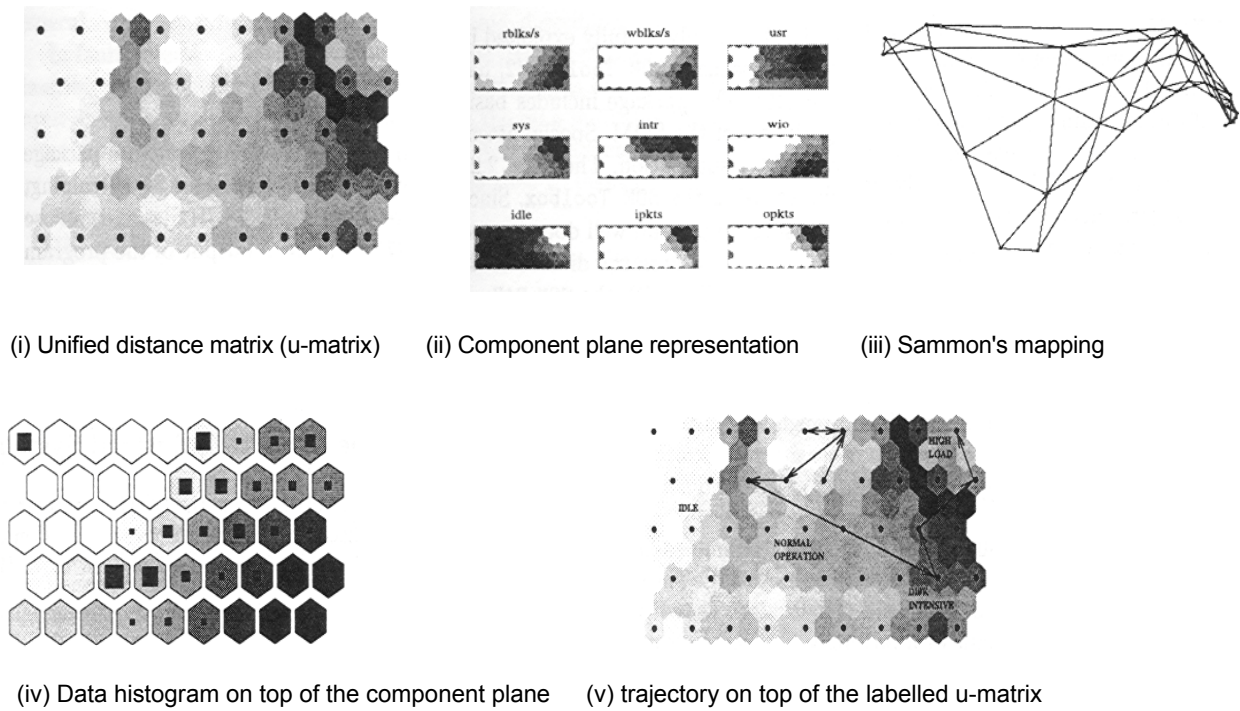 rblks/s wblks/s usr
sys intr wio
idle ipkts opkts
(i) Unified distance matrix (u-matrix) (ii) Component plane representation (iii) Sammon's mapping
HIGH
LOAD
IDLE
NORMAL
OPERATION
DISK
INTENSIVE
(iv) Data histogram on top of the component plane (v) trajectory on top of the labelled u-matrix